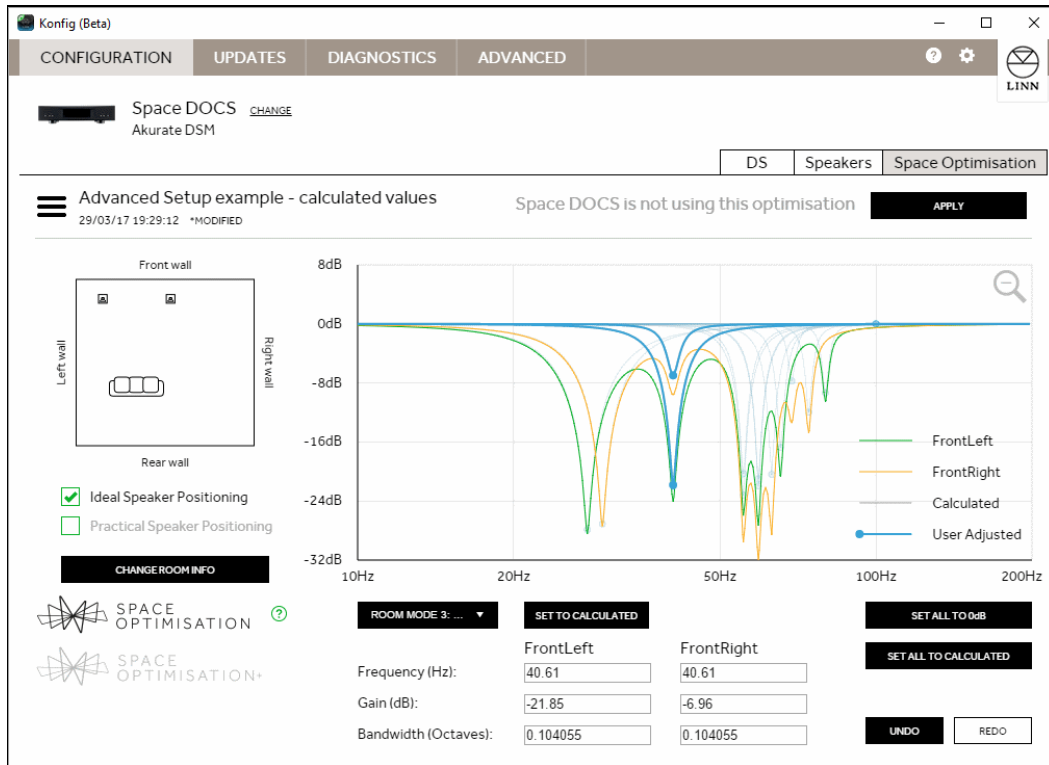 Konfig (Beta)
CONFIGURATION UPDATES DIAGNOSTICS ADVANCED
?
LINN
Space DOCS CHANGE
Akurate DSM
DS Speakers Space Optimisation
Advanced Setup example - calculated values
29/03/17 19:29:12 *MODIFIED
Space DOCS is not using this optimisation
APPLY
Front wall
Left wall
Right wall
Rear wall
Ideal Speaker Positioning
Practical Speaker Positioning
CHANGE ROOM INFO
SPACE
OPTIMISATION
?
SPACE
OPTIMISATION+
8dB
0dB
-8dB
-16dB
-24dB
-32dB
10Hz 20Hz 50Hz 100Hz 200Hz
FrontLeft
FrontRight
Calculated
User Adjusted
ROOM MODE 3: ... SET TO CALCULATED SET ALL TO 0dB
SET ALL TO CALCULATED
FrontLeft FrontRight
Frequency (Hz): 40.61 40.61
Gain (dB): -21.85 -6.96
Bandwidth (Octaves): 0.104055 0.104055
UNDO REDO